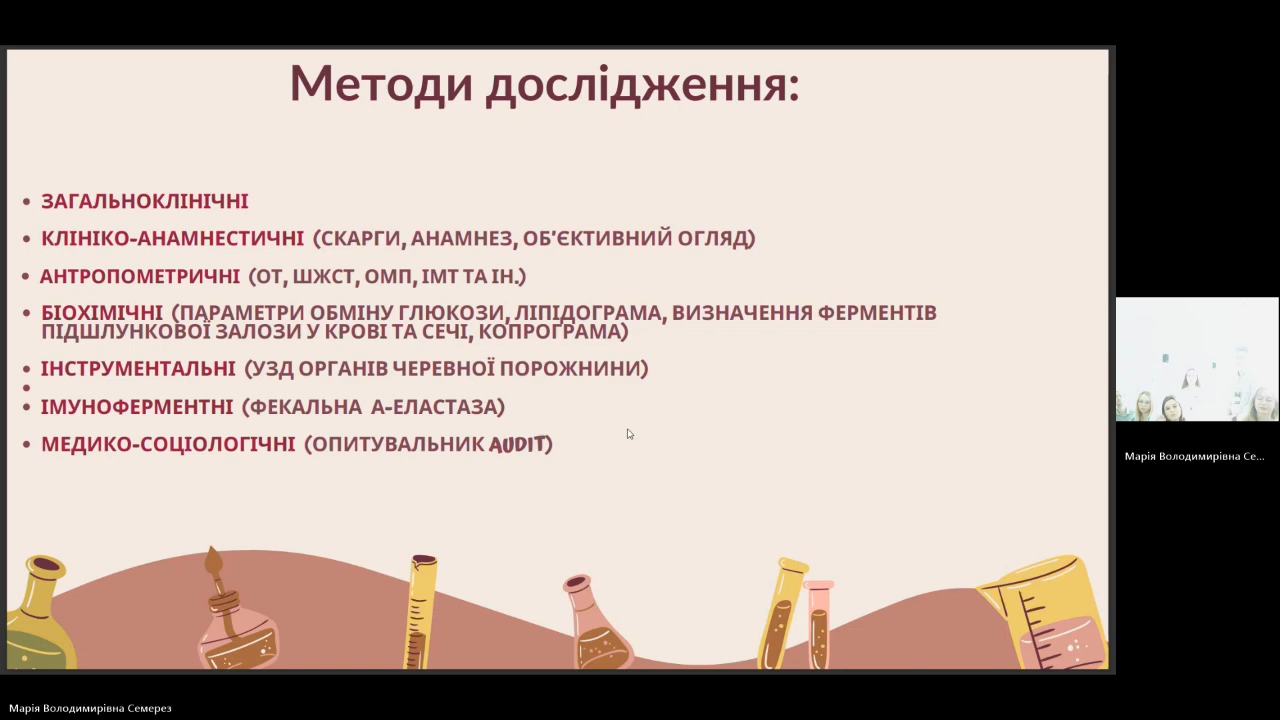 Методи дослідження:
• ЗАГАЛЬНОКЛІНІЧНІ
• КЛІНІКО-АНАМНЕСТИЧНІ (СКАРГИ, АНАМНЕЗ, ОБ'ЄКТИВНИЙ ОГЛЯД)
• АНТРОПОМЕТРИЧНІ (ОТ, ШЖСТ, ОМП, ІМТ ТА ІН.)
• БІОХІМІЧНІ (ПАРАМЕТРИ ОБМІНУ ГЛЮКОЗИ, ЛІПІДОГРАМА, ВИЗНАЧЕННЯ ФЕРМЕНТІВ
ПІДШЛУНКОВОЇ ЗАЛОЗИ У КРОВІ ТА СЕЧІ, КОПРОГРАМА)
• ІНСТРУМЕНТАЛЬНІ (УЗД ОРГАНІВ ЧЕРЕВНОЇ ПОРОЖНИНИ)
•
• ІМУНОФЕРМЕНТНІ (ФЕКАЛЬНА А-ЕЛАСТАЗА)
• МЕДИКО-СОЦІОЛОГІЧНІ (ОПИТУВАЛЬНИК AUDIT)
Марія Володимирівна Се...
Марія Володимирівна Семерез